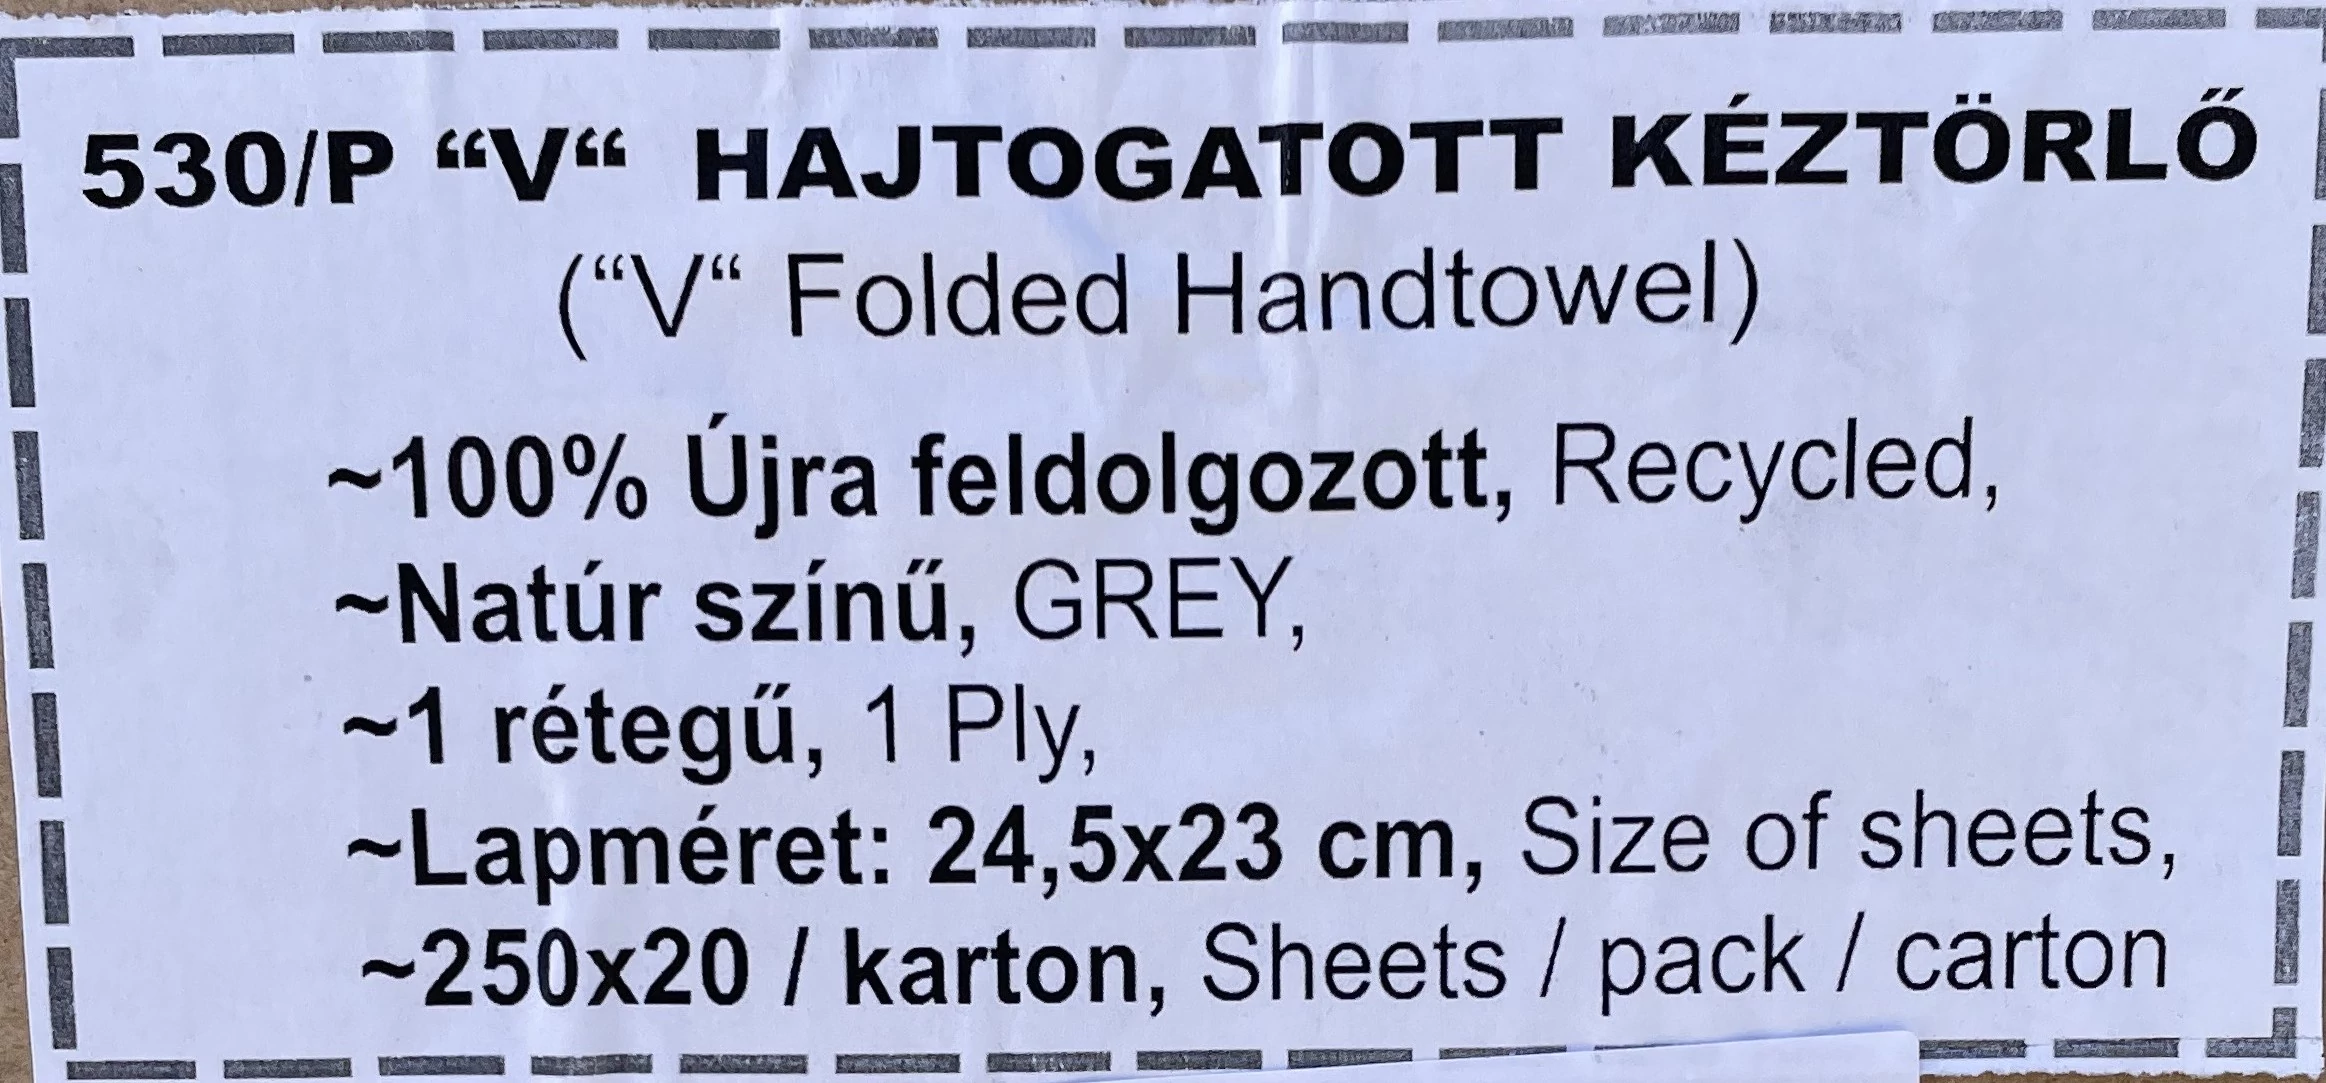 530/P “V“ HAJTOGATOTT KÉZTÖRLŐ
(“V“ Folded Handtowel)
~100% Újra feldolgozott, Recycled,
~Natúr színű, GREY,
~1 rétegű, 1 Ply,
~Lapméret: 24,5x23 cm, Size of sheets,
~250x20 / karton, Sheets / pack / carton